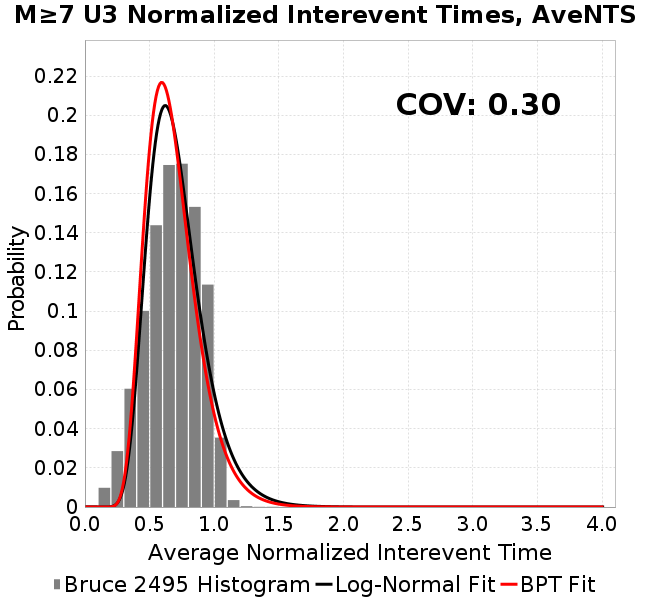 M≥7 U3 Normalized Interevent Times, AveNTS
COV: 0.30
Probability
0.22
0.2
0.18
0.16
0.14
0.12
0.1
0.08
0.06
0.04
0.02
0
0.0 0.5 1.0 1.5 2.0 2.5 3.0 3.5 4.0
Average Normalized Interevent Time
Bruce 2495 Histogram Log-Normal Fit BPT Fit